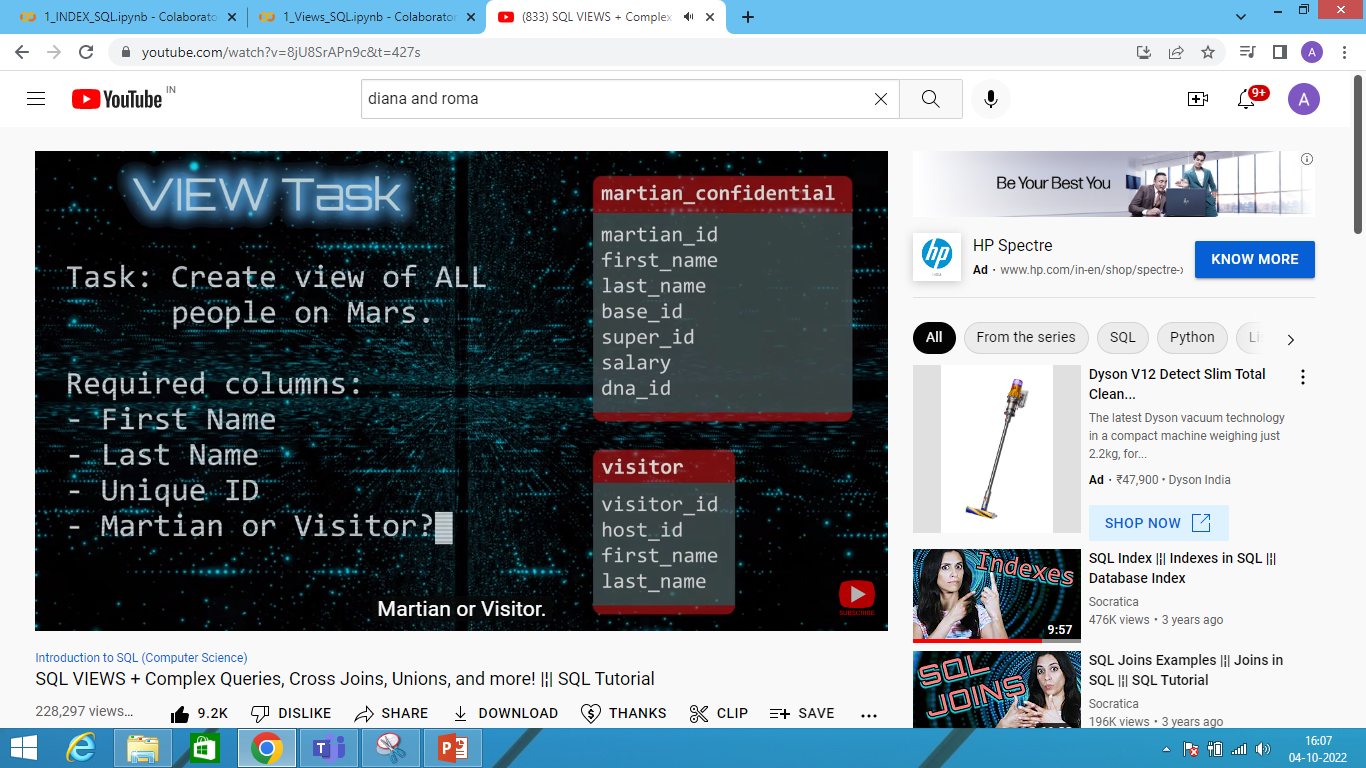 1_INDEX_SQL.ipynb - Colaborato
1_Views_SQL.ipynb - Colaborator
(833) SQL VIEWS + Complex
youtube.com/watch?v=8jU8SrAPn9c&t=427s
A
YouTube IN
diana and roma
9+
A
VIEW Task
Task: Create view of ALL
people on Mars.
Required columns:
- First Name
- Last Name
- Unique ID
- Martian or Visitor?
martian_confidential
martian_id
first_name
last_name
base_id
super_id
salary
dna_id
visitor
visitor_id
host_id
first_name
last_name
Martian or Visitor.
SUBSCRIBE
Introduction to SQL (Computer Science)
SQL VIEWS + Complex Queries, Cross Joins, Unions, and more! |¦| SQL Tutorial
228,297 views...
9.2K
DISLIKE
SHARE
DOWNLOAD
THANKS
CLIP
SAVE
Be Your Best You
hp
HP Spectre
Ad · www.hp.com/in-en/shop/spectre-x
KNOW MORE
All
From the series
SQL
Python
Li
Dyson V12 Detect Slim Total
Clean...
The latest Dyson vacuum technology
in a compact machine weighing just
2.2kg, for...
Ad · ₹47,900 • Dyson India
SHOP NOW
Indexes
9:57
SQL Index |¦| Indexes in SQL |¦|
Database Index
Socratica
476K views • 3 years ago
SQL
JOINS
SQL Joins Examples |¦| Joins in
SQL |¦| SQL Tutorial
Socratica
196K views • 3 years ago
16:07
04-10-2022